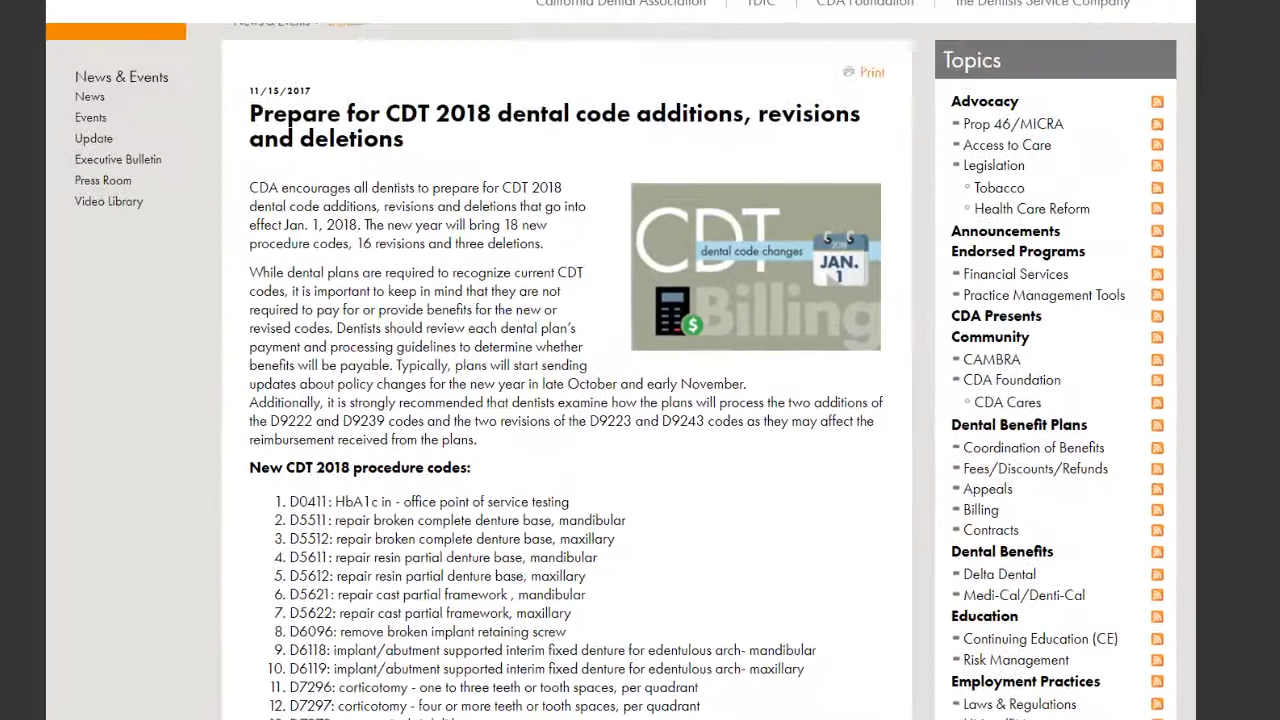 California Dental Association
TDIC
CDA Foundation
The Dentists Service Company
News & Events
News & Events
News
Events
Update
Executive Bulletin
Press Room
Video Library
Print
11/15/2017
Prepare for CDT 2018 dental code additions, revisions
and deletions
CDA encourages all dentists to prepare for CDT 2018
dental code additions, revisions and deletions that go into
effect Jan. 1, 2018. The new year will bring 18 new
procedure codes, 16 revisions and three deletions.
CDT
dental code changes
2018
JAN.
1
$
Billing
While dental plans are required to recognize current CDT
codes, it is important to keep in mind that they are not
required to pay for or provide benefits for the new or
revised codes. Dentists should review each dental plan's
payment and processing guidelines to determine whether
benefits will be payable. Typically, plans will start sending
updates about policy changes for the new year in late October and early November.
Additionally, it is strongly recommended that dentists examine how the plans will process the two additions of
the D9222 and D9239 codes and the two revisions of the D9223 and D9243 codes as they may affect the
reimbursement received from the plans.
New CDT 2018 procedure codes:
1. D0411: HbA1c in - office point of service testing
2. D5511: repair broken complete denture base, mandibular
3. D5512: repair broken complete denture base, maxillary
4. D5611: repair resin partial denture base, mandibular
5. D5612: repair resin partial denture base, maxillary
6. D5621: repair cast partial framework , mandibular
7. D5622: repair cast partial framework, maxillary
8. D6096: remove broken implant retaining screw
9. D6118: implant/abutment supported interim fixed denture for edentulous arch- mandibular
10. D6119: implant/abutment supported interim fixed denture for edentulous arch- maxillary
11. D7296: corticotomy - one to three teeth or tooth spaces, per quadrant
12. D7297: corticotomy - four or more teeth or tooth spaces, per quadrant
Topics
Advocacy
Prop 46/MICRA
Access to Care
Legislation
Tobacco
Health Care Reform
Announcements
Endorsed Programs
Financial Services
Practice Management Tools
CDA Presents
Community
CAMBRA
CDA Foundation
CDA Cares
Dental Benefit Plans
Coordination of Benefits
Fees/Discounts/Refunds
Appeals
Billing
Contracts
Dental Benefits
Delta Dental
Medi-Cal/Denti-Cal
Education
Continuing Education (CE)
Risk Management
Employment Practices
Laws & Regulations